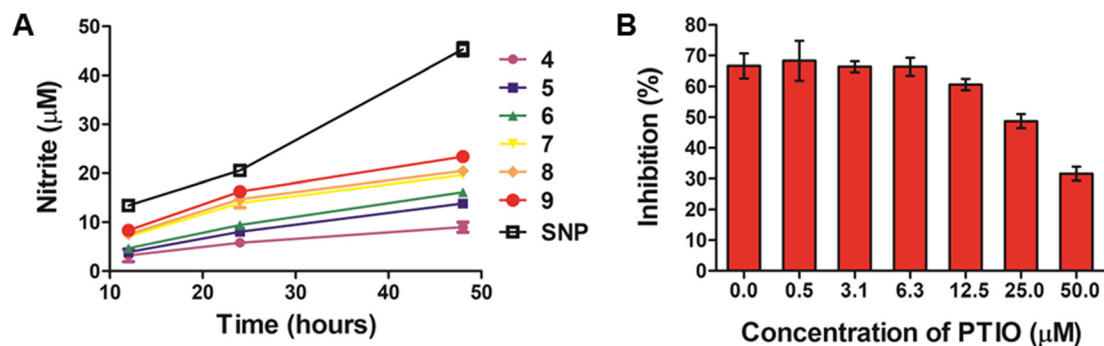 A
50
40
30
20
10
0
Nitrite (µM)
10 20 30 40 50
Time (hours)
4
5
6
7
8
9
SNP
B
80
70
60
50
40
30
20
10
0
Inhibition (%)
0.0 0.5 3.1 6.3 12.5 25.0 50.0
Concentration of PTIO (µM)